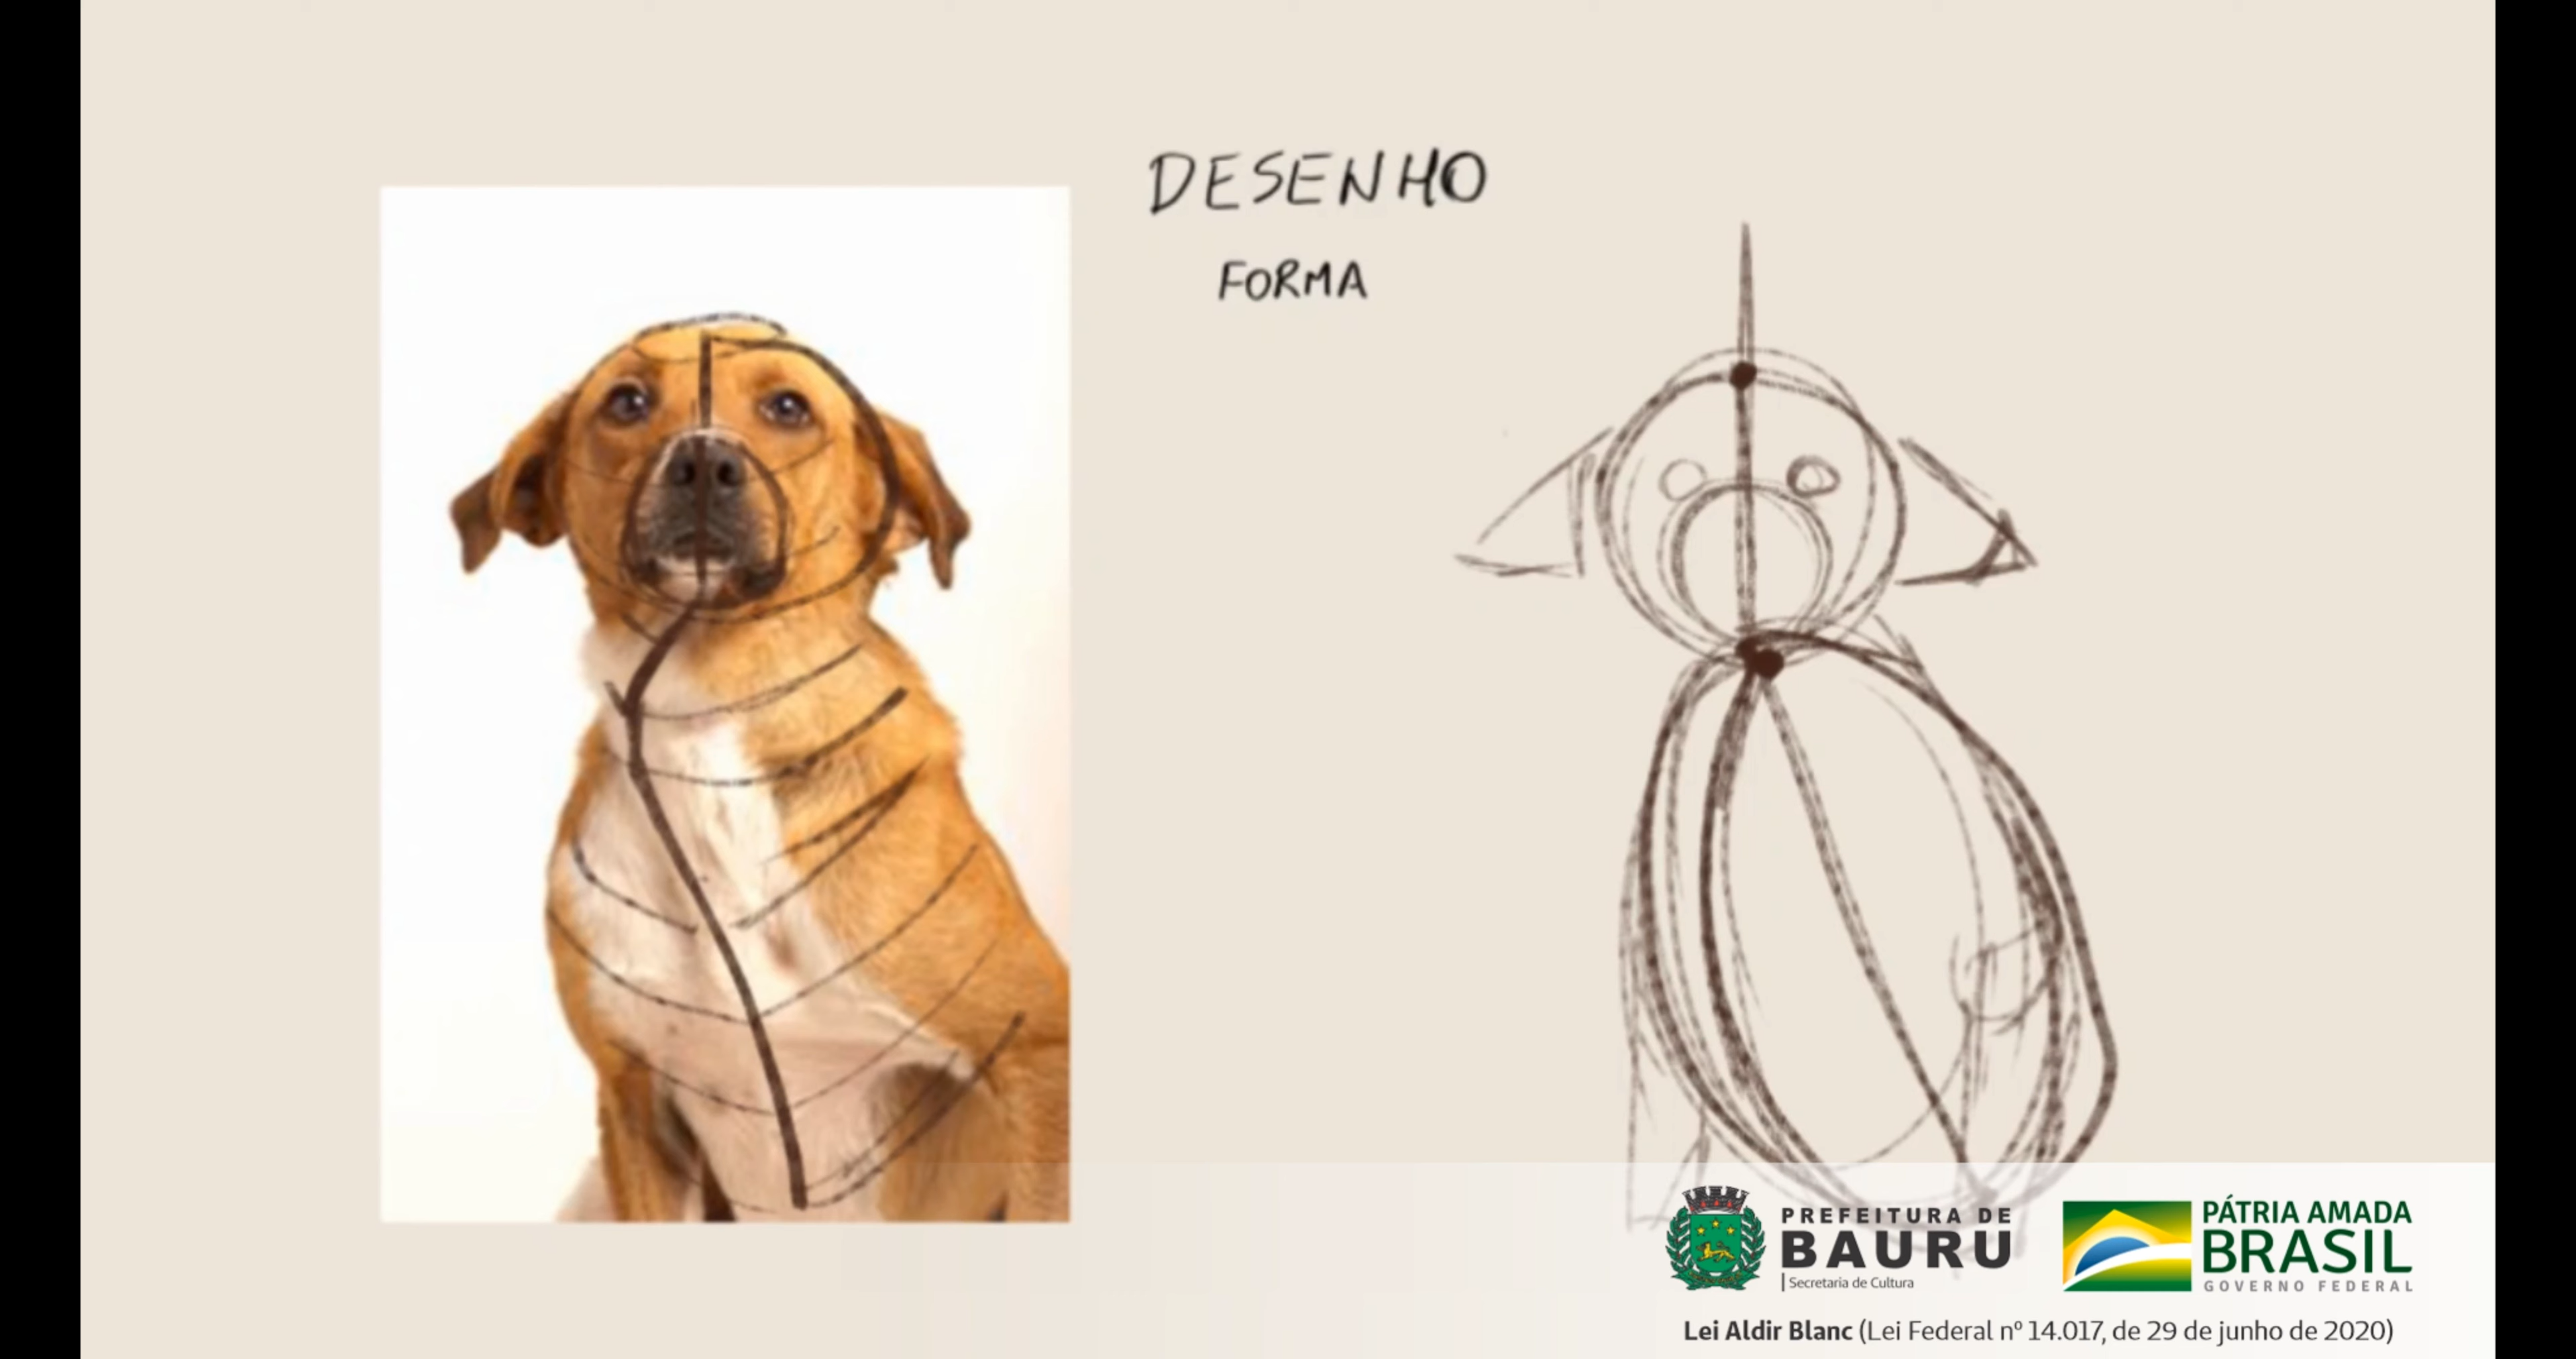 DESENHO
FORMA
PREFEITURA DE
BAURU
Secretaria de Cultura
PÁTRIA AMADA
BRASIL
GOVERNO FEDERAL
Lei Aldir Blanc (Lei Federal nº 14.017, de 29 de junho de 2020)